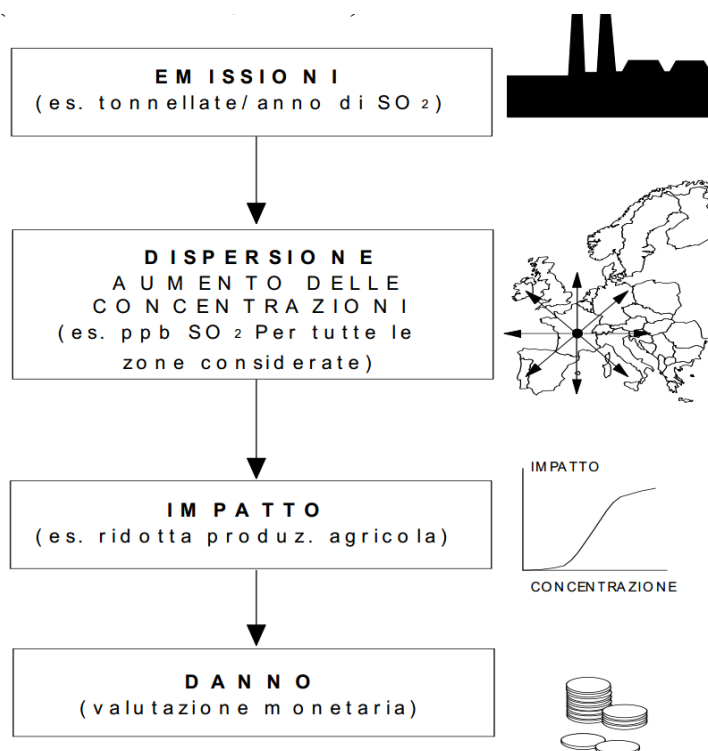 EMISSIONI
(es. tonnellate/anno di SO2)
DISPERSIONE
AUMENTO DELLE
CONCENTRAZIONI
(es. ppb SO2 Per tutte le
zone considerate)
IMPATTO
(es. ridotta produz. agricola)
IMPATTO
CONCENTRAZIONE
DANNO
(valutazione monetaria)